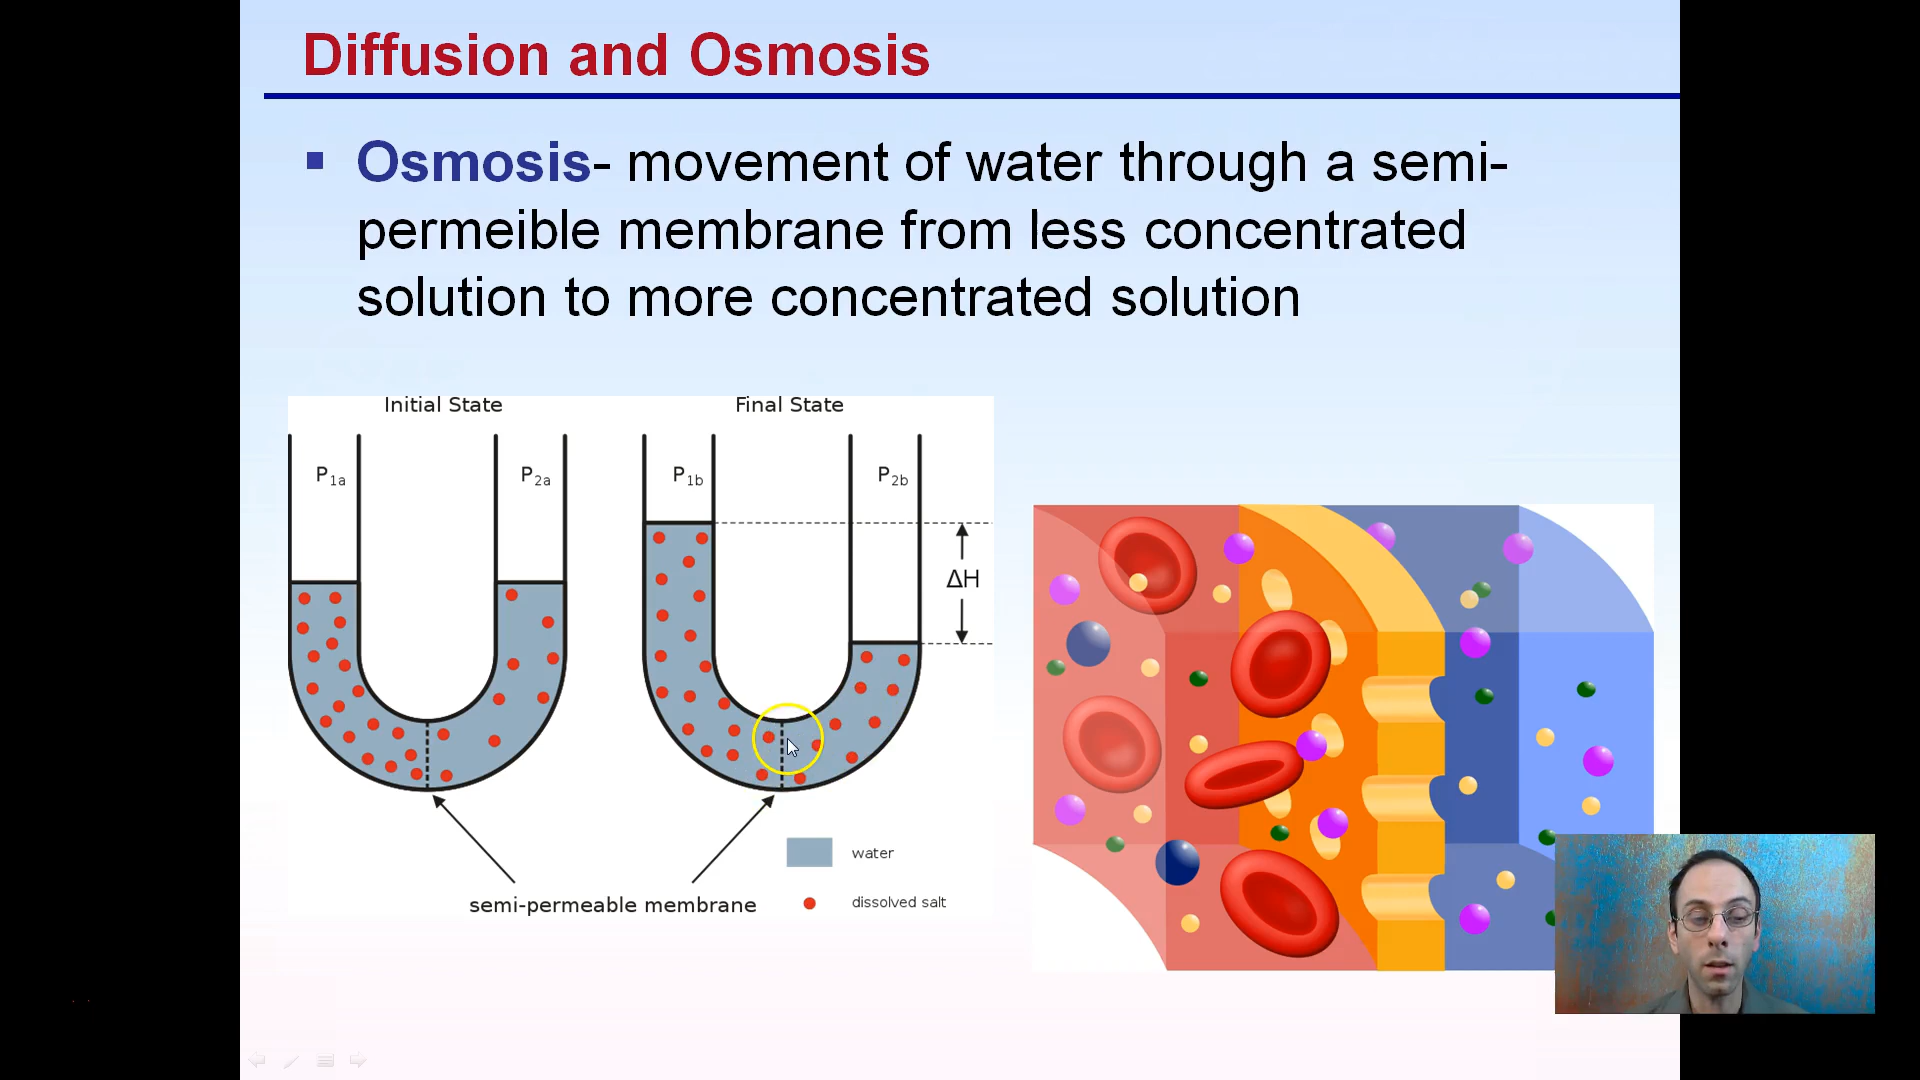 Diffusion and Osmosis
Osmosis- movement of water through a semi-
permeible membrane from less concentrated
solution to more concentrated solution
Initial State
Final State
P1a
P2a
P1b
P2b
ΔH
water
semi-permeable membrane
dissolved salt